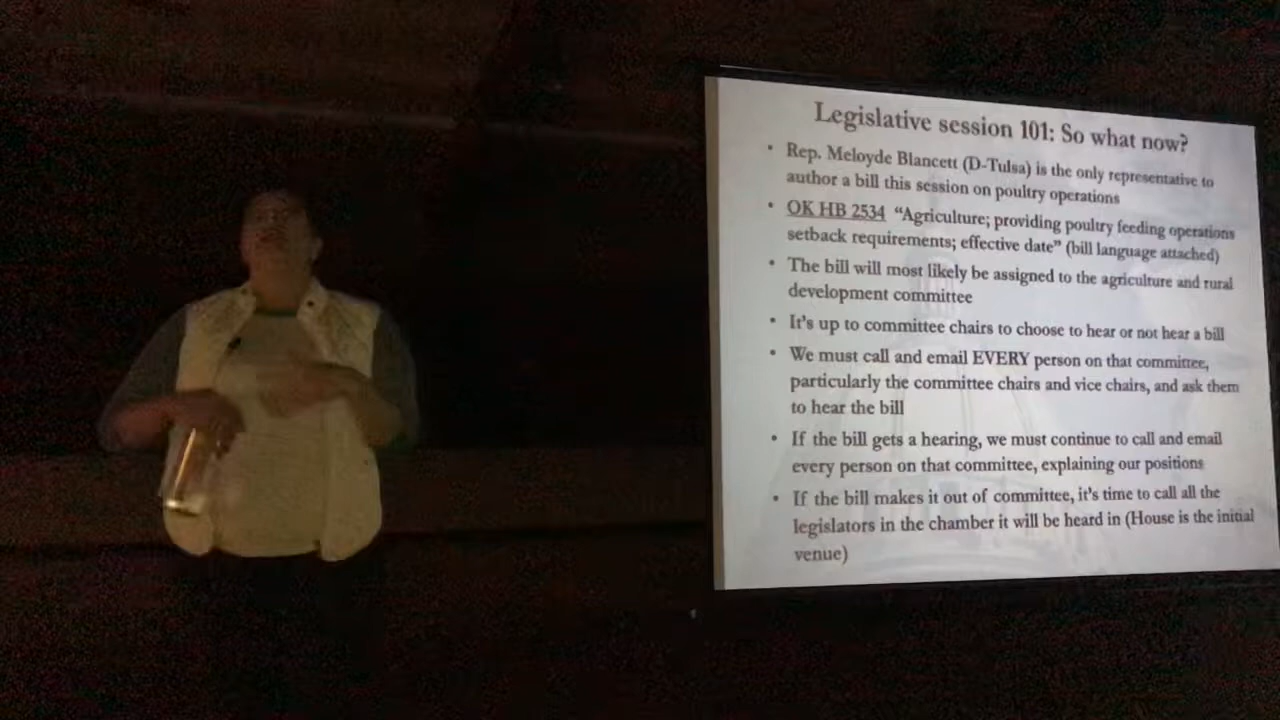 Legislative session 101: So what now?
• Rep. Meloyde Blancett (D-Tulsa) is the only representative to
author a bill this session on poultry operations
• OK HB 2534 “Agriculture; providing poultry feeding operations
setback requirements; effective date” (bill language attached)
• The bill will most likely be assigned to the agriculture and rural
development committee
• It's up to committee chairs to choose to hear or not hear a bill
• We must call and email EVERY person on that committee,
particularly the committee chairs and vice chairs, and ask them
to hear the bill
• If the bill gets a hearing, we must continue to call and email
every person on that committee, explaining our positions
• If the bill makes it out of committee, it's time to call all the
legislators in the chamber it will be heard in (House is the initial
venue)